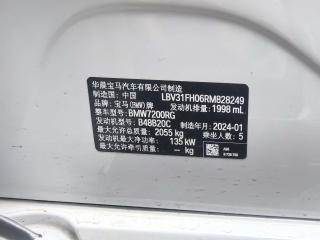 华晨宝马汽车有限公司制造
制造国: 中国 LBV31FH06RM828249
品牌: 宝马(BMW)牌 发动机排量: 1998 mL
整车型号: BMW7200RG
发动机型号: B48B20C 制造年月: 2024-01
最大允许总质量: 2055 kg 乘坐人数: 5
发动机最大净功率: 135 kW
最大允许牵引质量: -- kg